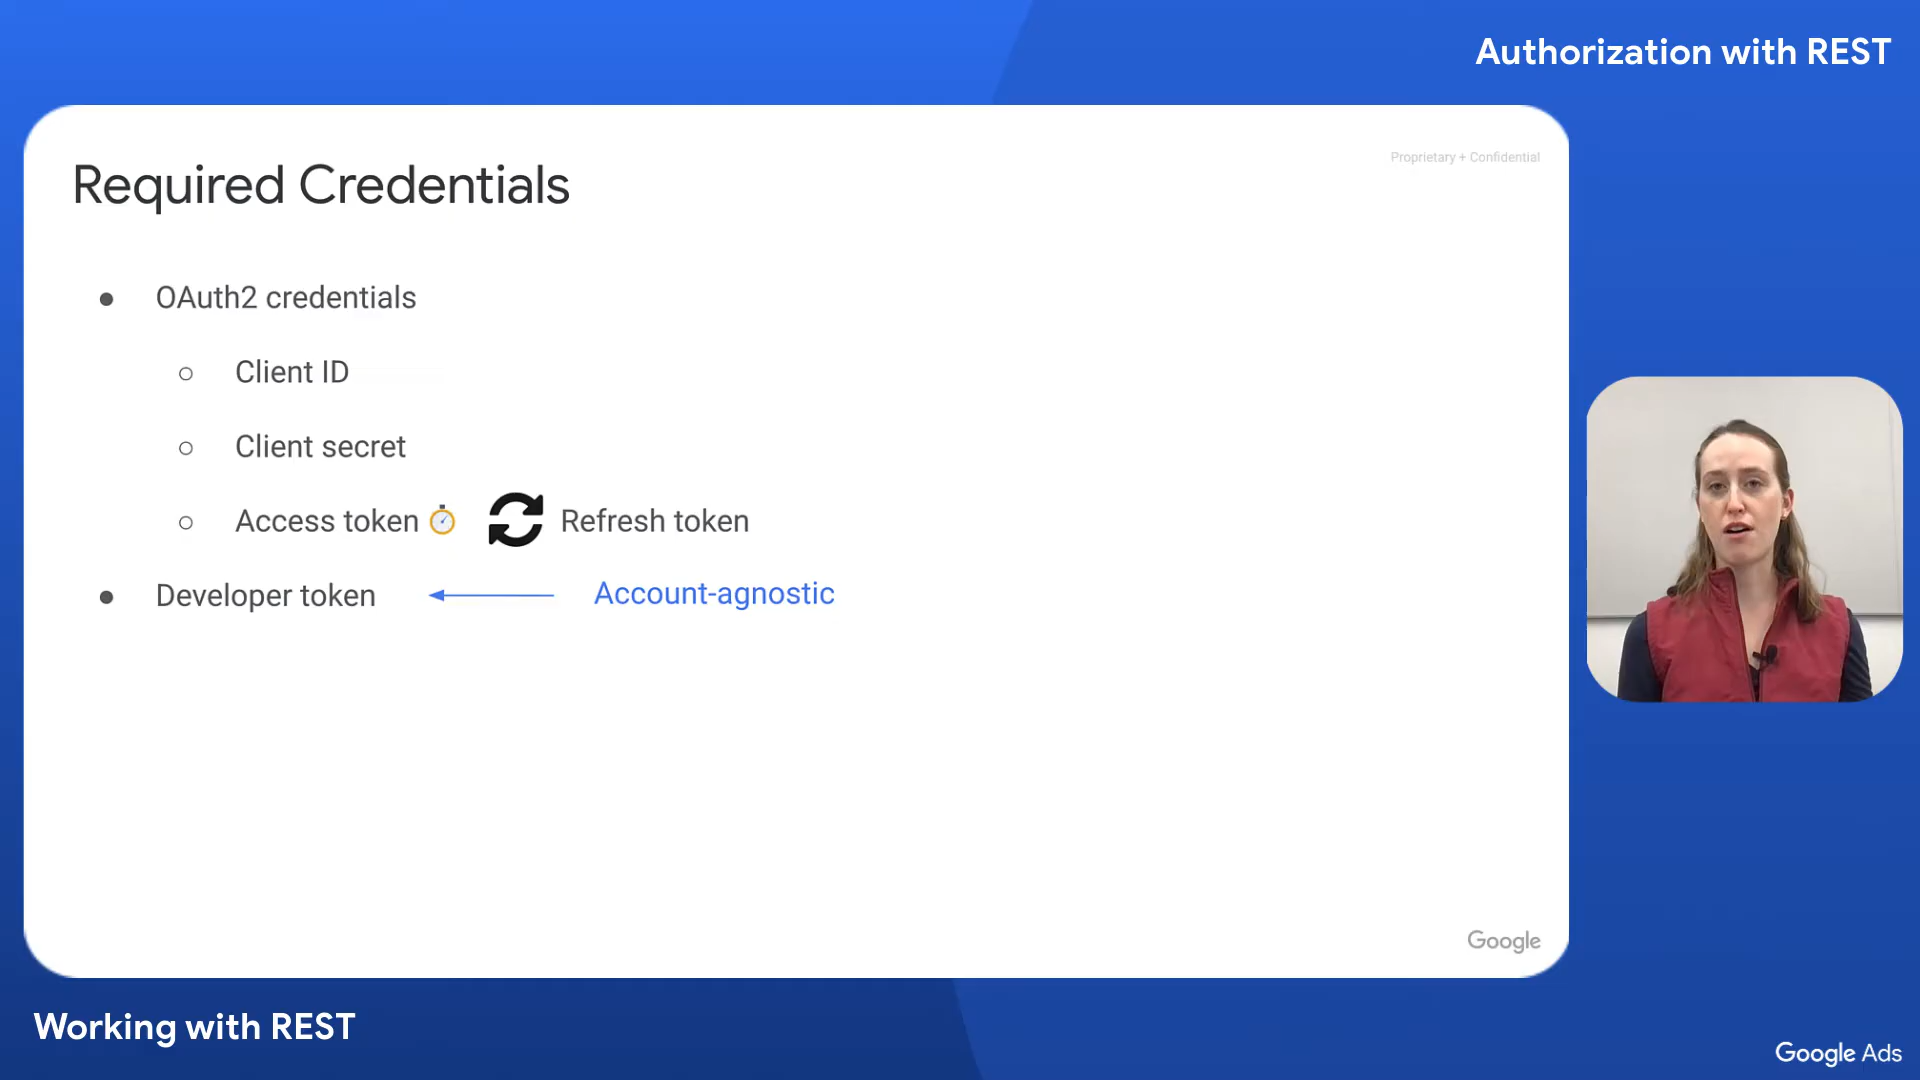 Authorization with REST
Proprietary + Confidential
Required Credentials
OAuth2 credentials
Client ID
Client secret
Access token Refresh token
Developer token Account-agnostic
Google
Working with REST
Google Ads